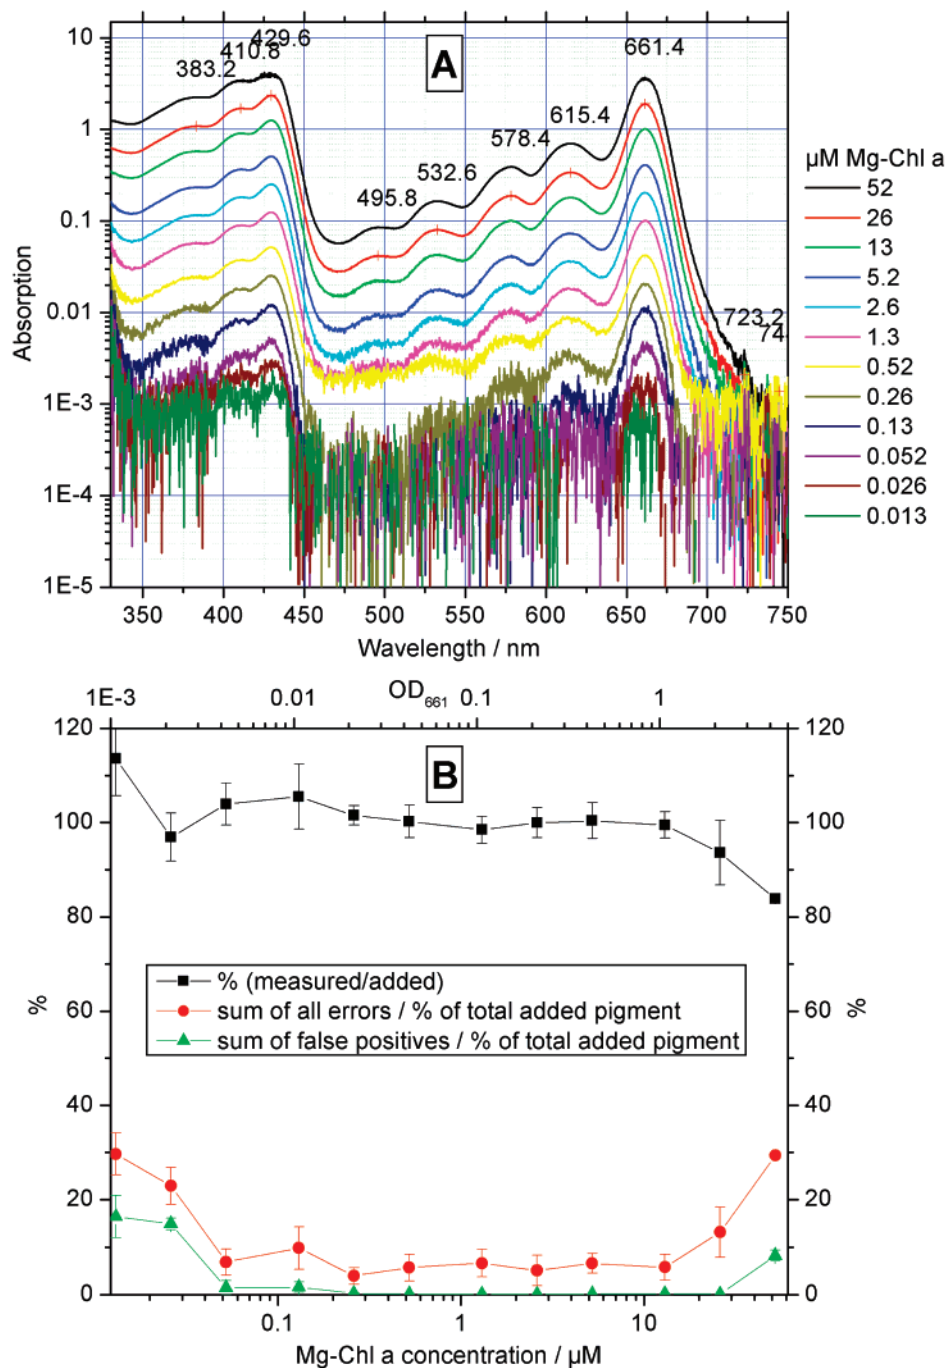 A
10
1
0.1
0.01
1E-3
1E-4
1E-5
Absorption
383.2
410.8
429.6
495.8
532.6
578.4
615.4
661.4
723.2
74
350 400 450 500 550 600 650 700 750
Wavelength / nm
µM Mg-Chl a
52
26
13
5.2
2.6
1.3
0.52
0.26
0.13
0.052
0.026
0.013
1E-3 0.01 OD661 0.1 1
B
120 120
100 100
80 80
60 60
40 40
20 20
0 0
% %
% (measured/added)
sum of all errors / % of total added pigment
sum of false positives / % of total added pigment
0.1 1 10
Mg-Chl a concentration / µM